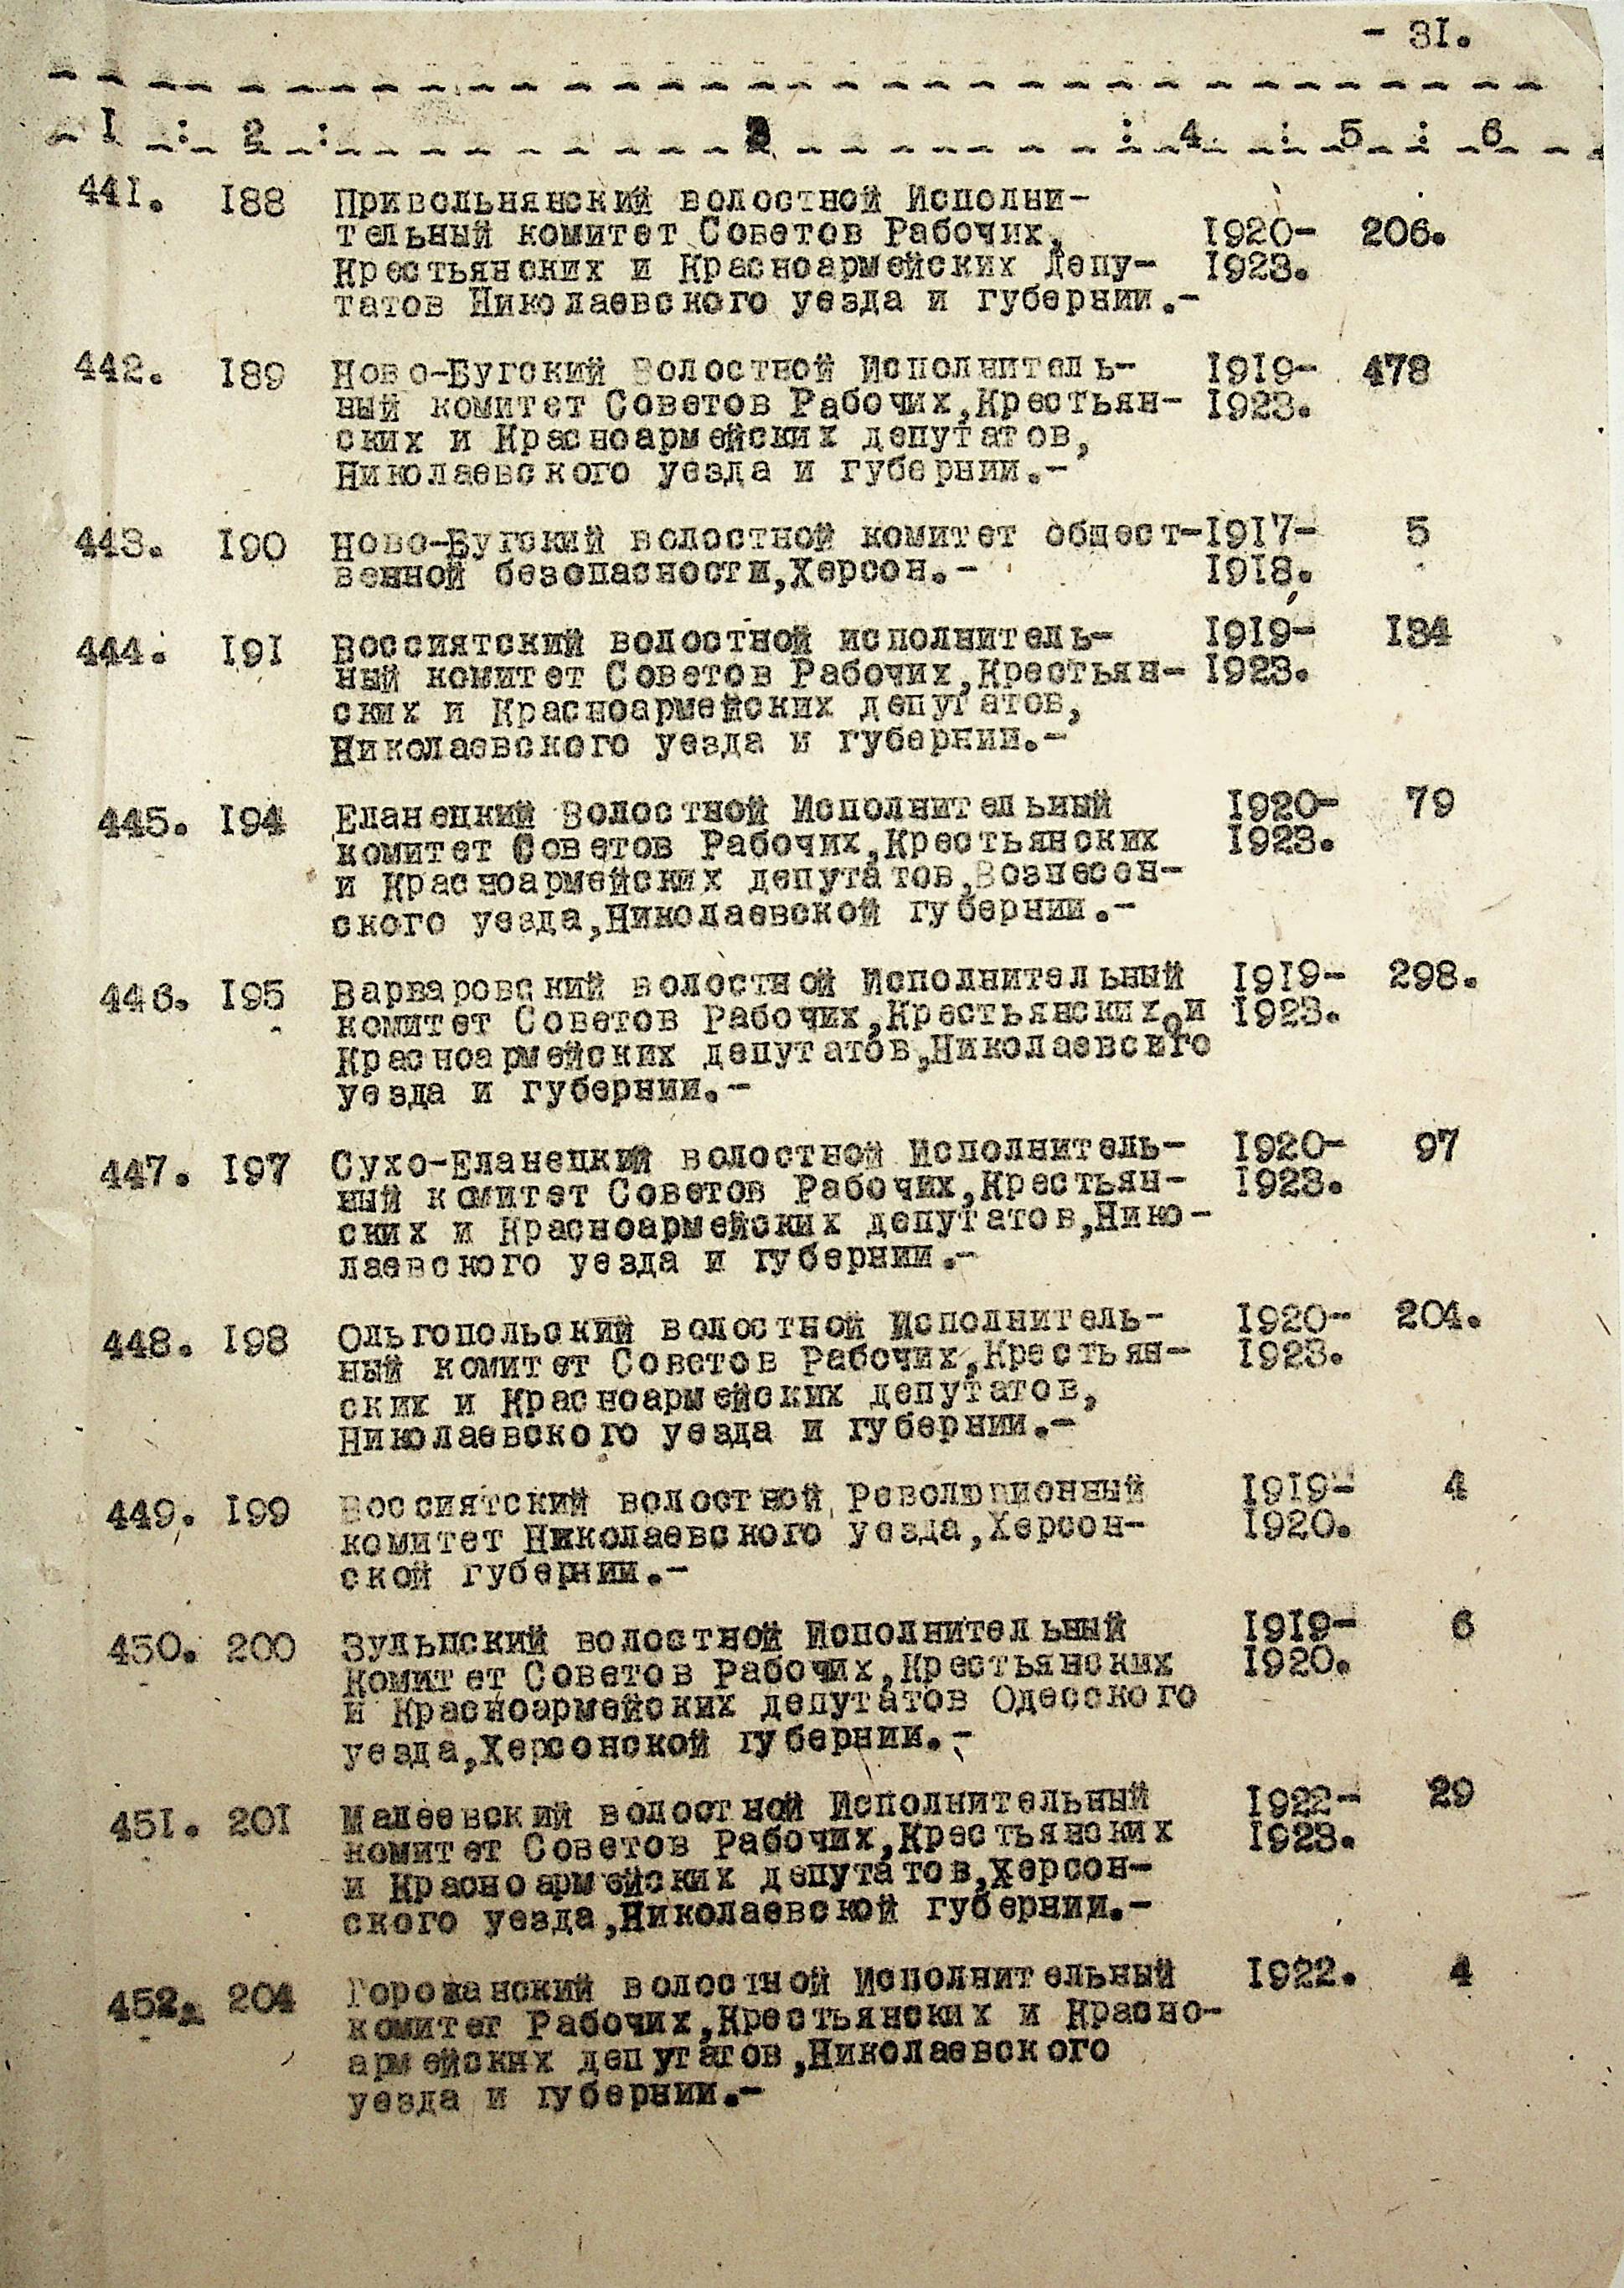 - 31.
1 : 2 : 3 : 4 : 5 : 6
441. 188 Привольнянский волостной Исполни-
тельный комитет Советов Рабочих, 1920- 206.
Крестьянских и Красноармейских Депу- 1923.
татов Николаевского уезда и губернии.-
442. 189 Ново-Бугский Волостной Исполнитель- 1919- 478
ный комитет Советов Рабочих,Крестьян- 1923.
ских и Красноармейских депутатов,
Николаевского уезда и губернии.-
443. 190 Ново-Бугский волостной комитет общест- 1917- 5
венной безопасности,Херсон.- 1918.
444. 191 Воссиятский волостной исполнитель- 1919- 134
ный комитет Советов Рабочих,Крестьян- 1923.
ских и Красноармейских депутатов,
Николаевского уезда и губернии.-
445. 194 Еланецкий Волостной Исполнительный 1920- 79
комитет Советов Рабочих,Крестьянских 1923.
и Красноармейских депутатов,Вознесен-
ского уезда,Николаевской губернии.-
446. 195 Варваровский волостной Исполнительный 1919- 298.
комитет Советов Рабочих,Крестьянских и 1923.
Красноармейских депутатов,Николаевского
уезда и губернии.-
447. 197 Сухо-Еланецкий волостной Исполнитель- 1920- 97
ный комитет Советов Рабочих,Крестьян- 1923.
ских и Красноармейских депутатов,Нико-
лаевского уезда и губернии.-
448. 198 Ольгопольский волостной Исполнитель- 1920- 204.
ный комитет Советов Рабочих,Крестьян- 1923.
ских и Красноармейских депутатов,
Николаевского уезда и губернии.-
449. 199 Воссиятский волостной Революционный 1919- 4
комитет Николаевского уезда,Херсон- 1920.
ской губернии.-
450. 200 Зульцский волостной Исполнительный 1919- 6
Комитет Советов Рабочих,Крестьянских 1920.
и Красноармейских депутатов Одесского
уезда,Херсонской губернии.-
451. 201 Малеевский волостной Исполнительный 1922- 29
комитет Советов Рабочих,Крестьянских 1923.
и Красноармейских депутатов,Херсон-
ского уезда,Николаевской губернии.-
452. 204 Горожанский волостной Исполнительный 1922. 4
комитет Рабочих,Крестьянских и Красно-
армейских депутатов,Николаевского
уезда и губернии.-